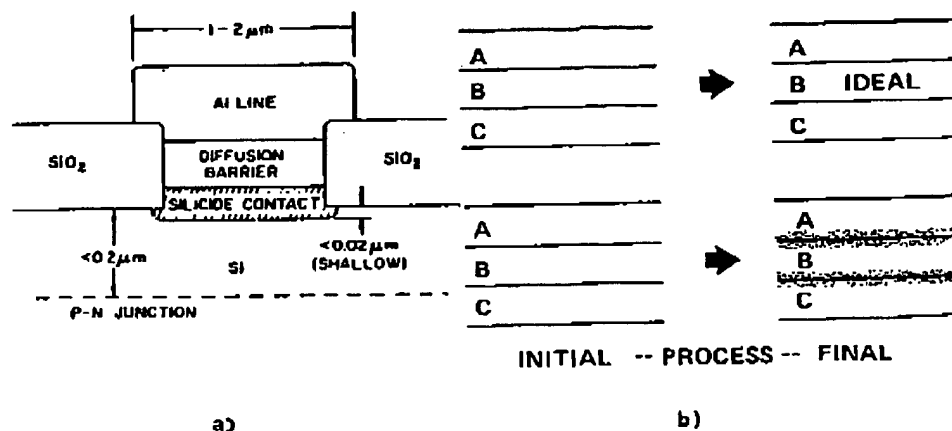 1-2 µm
Al LINE
SIO₂
DIFFUSION
BARRIER
SIO₂
SILICIDE CONTACT
<0.2 µm
<0.02 µm
(SHALLOW)
SI
P-N JUNCTION
a)
A
B
C
A
B IDEAL
C
A
B
C
A
B
C
INITIAL -- PROCESS -- FINAL
b)